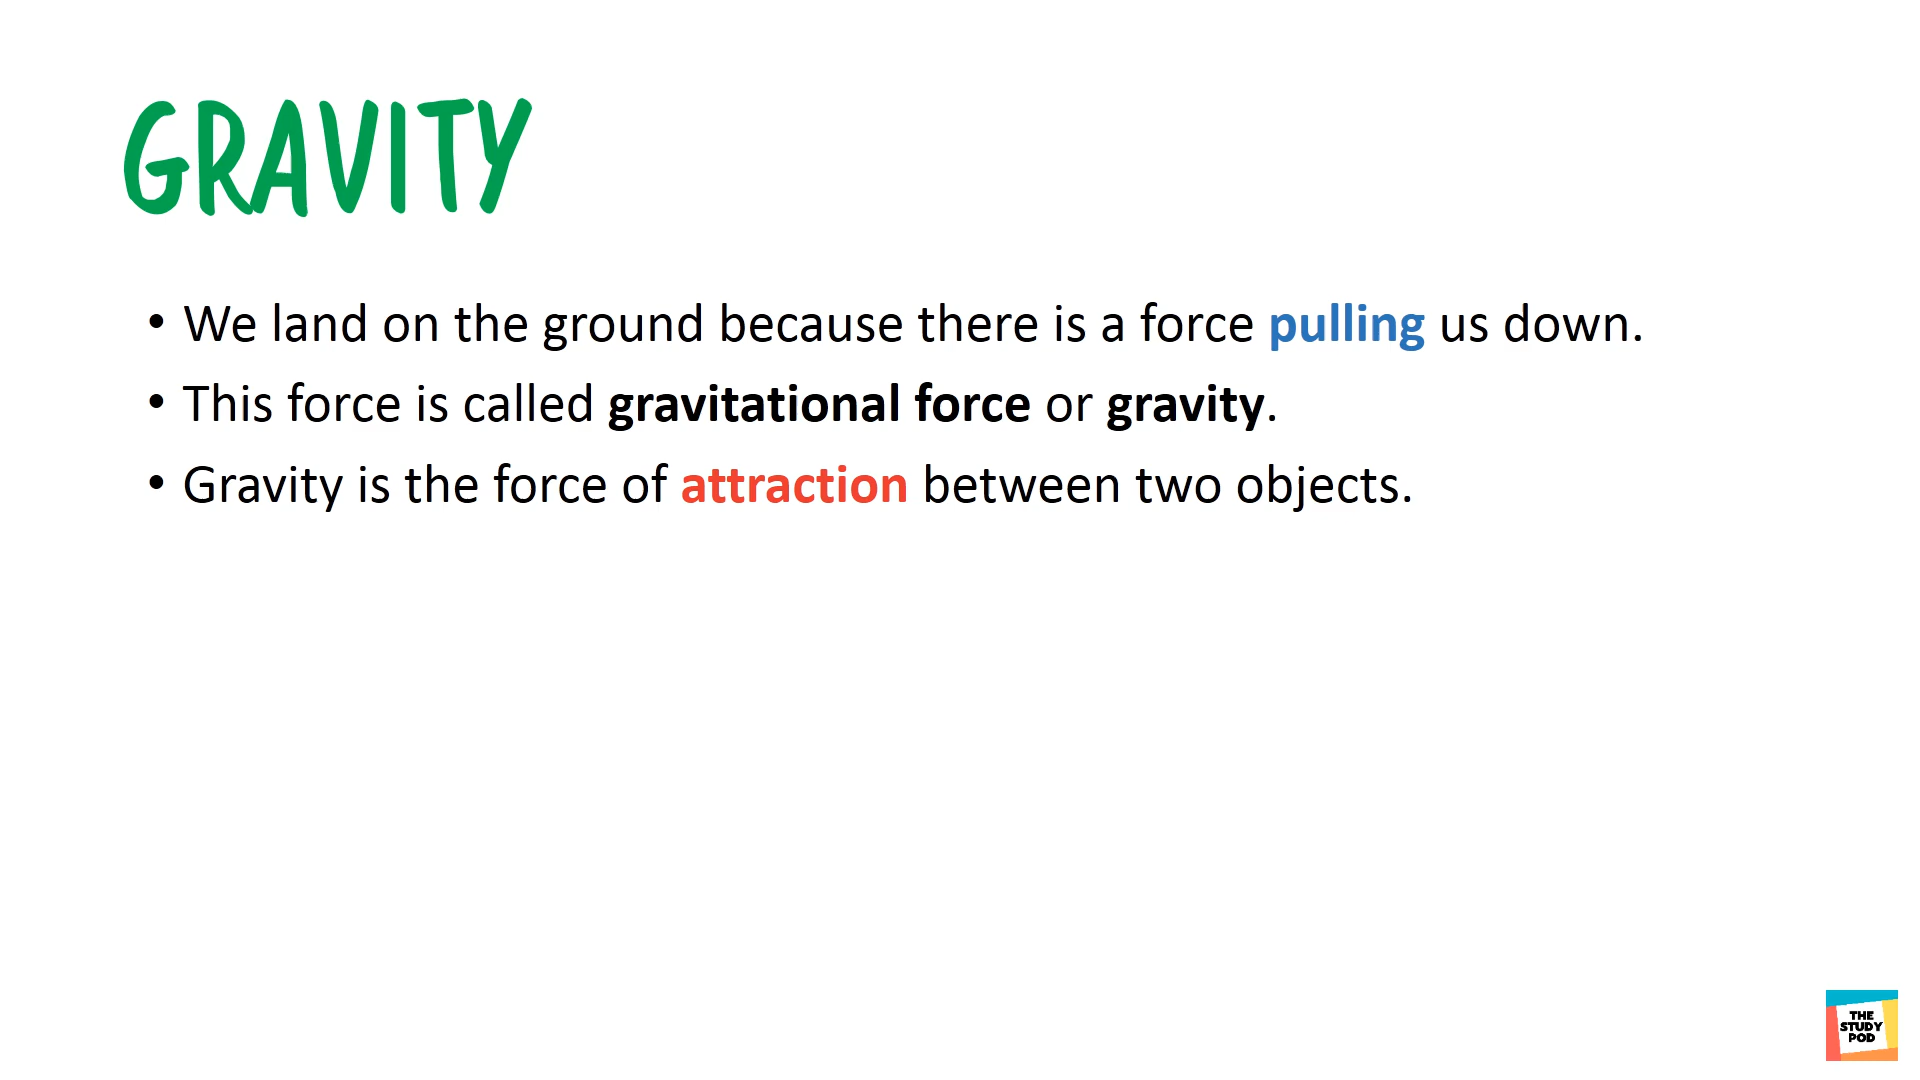 GRAVITY
• We land on the ground because there is a force pulling us down.
• This force is called gravitational force or gravity.
• Gravity is the force of attraction between two objects.
THE
STUDY
POD